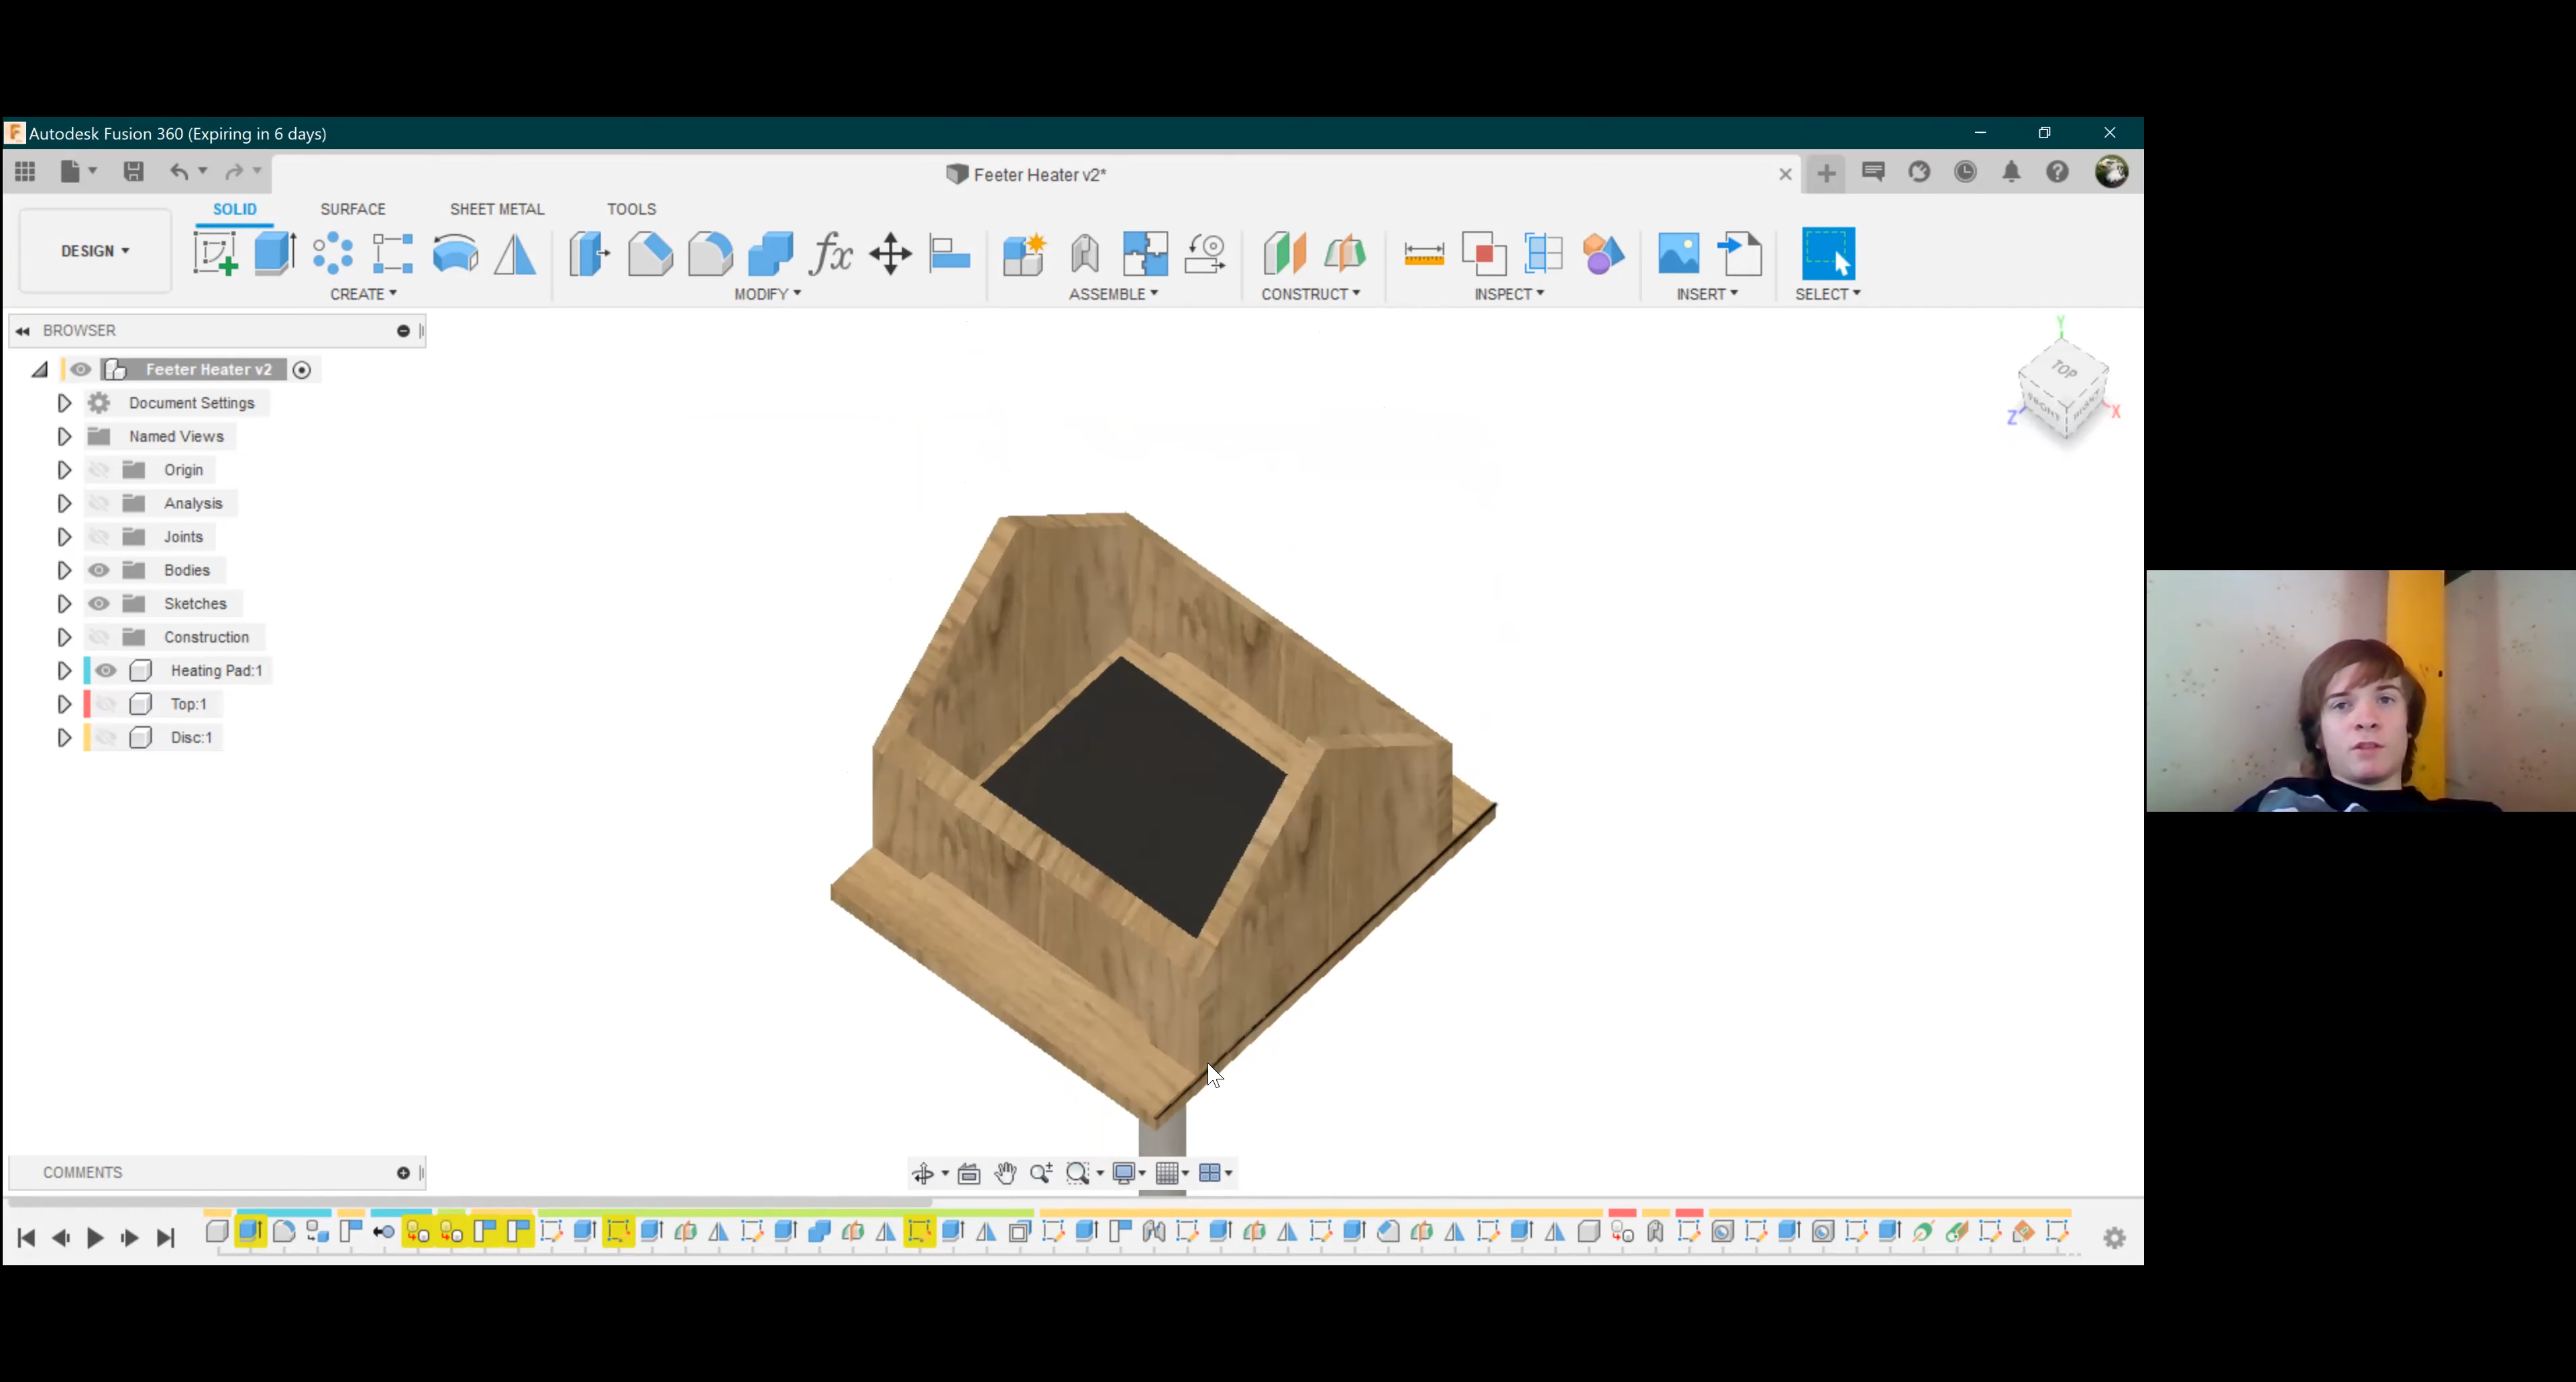 Autodesk Fusion 360 (Expiring in 6 days)
Feeter Heater v2*
SOLID SURFACE SHEET METAL TOOLS
DESIGN
CREATE MODIFY ASSEMBLE CONSTRUCT INSPECT INSERT SELECT
BROWSER
Feeter Heater v2
Document Settings
Named Views
Origin
Analysis
Joints
Bodies
Sketches
Construction
Heating Pad:1
Top:1
Disc:1
Y
TOP
FRONT RIGHT
Z X
COMMENTS